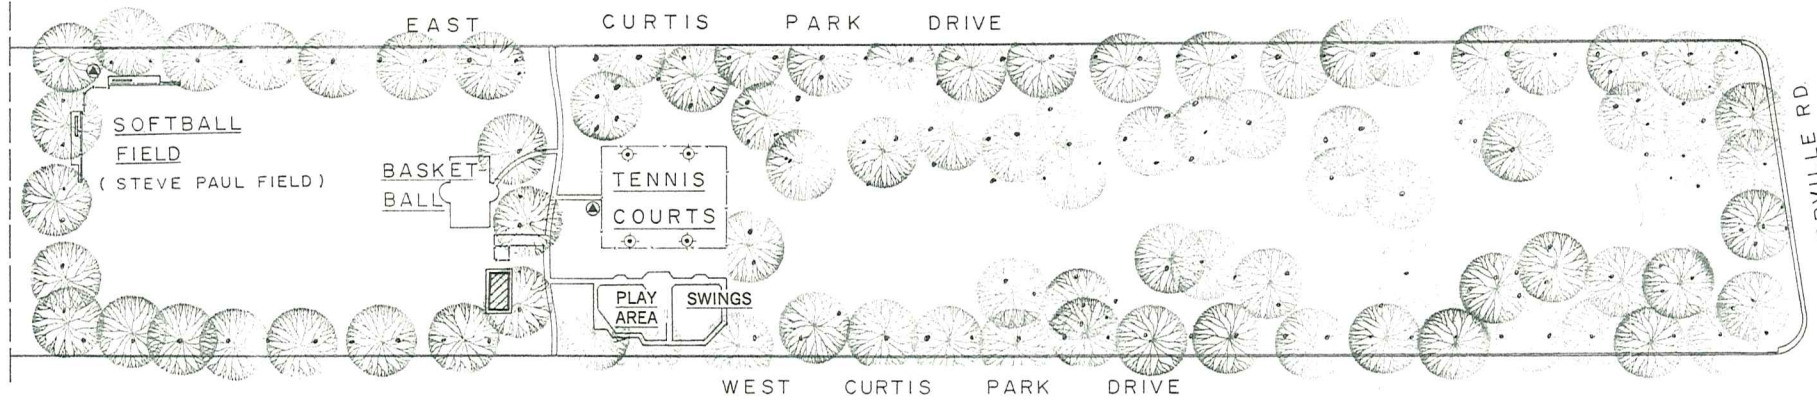 EAST CURTIS PARK DRIVE
SOFTBALL
FIELD
( STEVE PAUL FIELD )
BASKET
BALL
TENNIS
COURTS
PLAY
AREA
SWINGS
WEST CURTIS PARK DRIVE
RD.